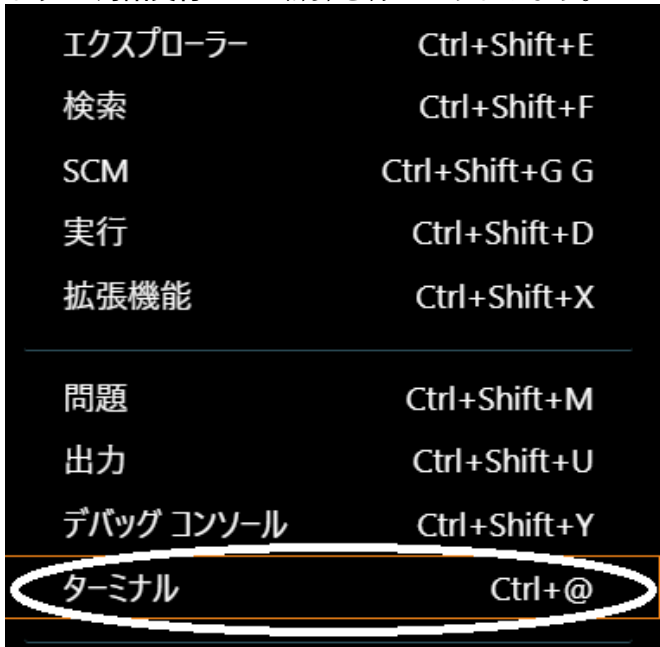 エクスプローラー Ctrl+Shift+E
検索 Ctrl+Shift+F
SCM Ctrl+Shift+G G
実行 Ctrl+Shift+D
拡張機能 Ctrl+Shift+X
問題 Ctrl+Shift+M
出力 Ctrl+Shift+U
デバッグ コンソール Ctrl+Shift+Y
ターミナル Ctrl+@